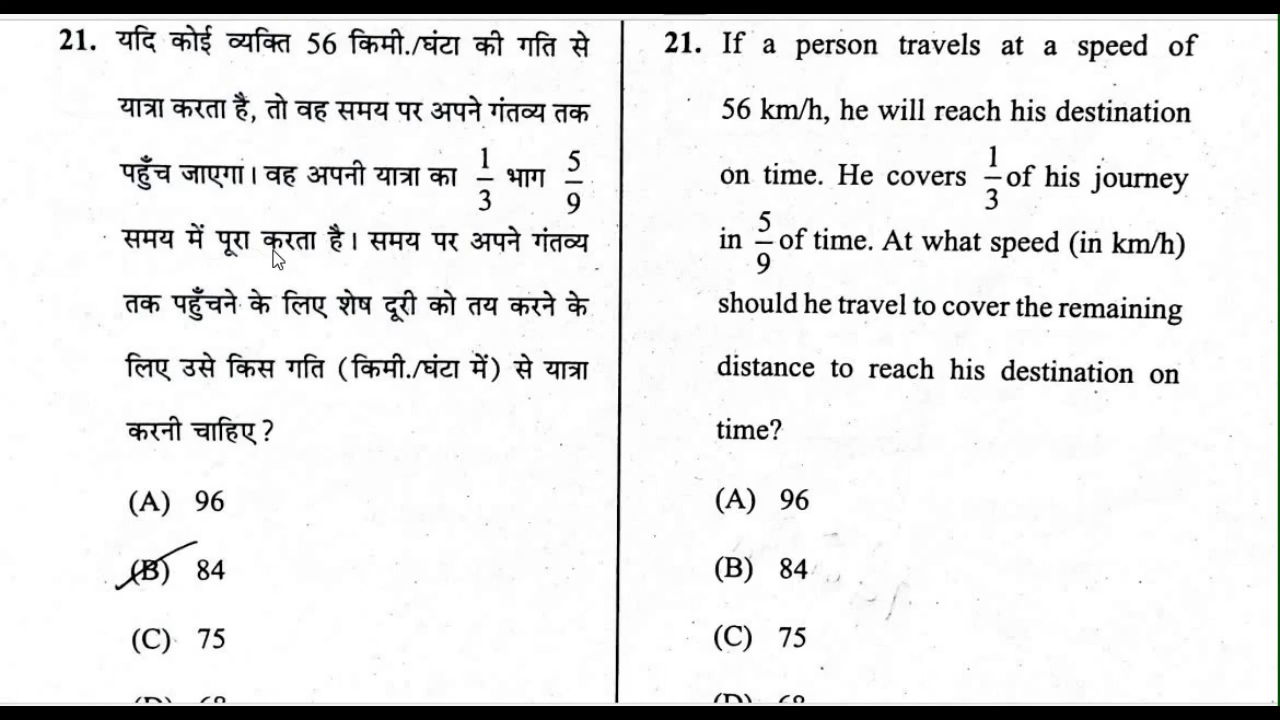 21. यदि कोई व्यक्ति 56 किमी./घंटा की गति से
यात्रा करता है, तो वह समय पर अपने गंतव्य तक
पहुँच जाएगा। वह अपनी यात्रा का 1/3 भाग 5/9
समय में पूरा करता है। समय पर अपने गंतव्य
तक पहुँचने के लिए शेष दूरी को तय करने के
लिए उसे किस गति (किमी./घंटा में) से यात्रा
करनी चाहिए?
(A) 96
(B) 84
(C) 75
21. If a person travels at a speed of
56 km/h, he will reach his destination
on time. He covers 1/3 of his journey
in 5/9 of time. At what speed (in km/h)
should he travel to cover the remaining
distance to reach his destination on
time?
(A) 96
(B) 84
(C) 75